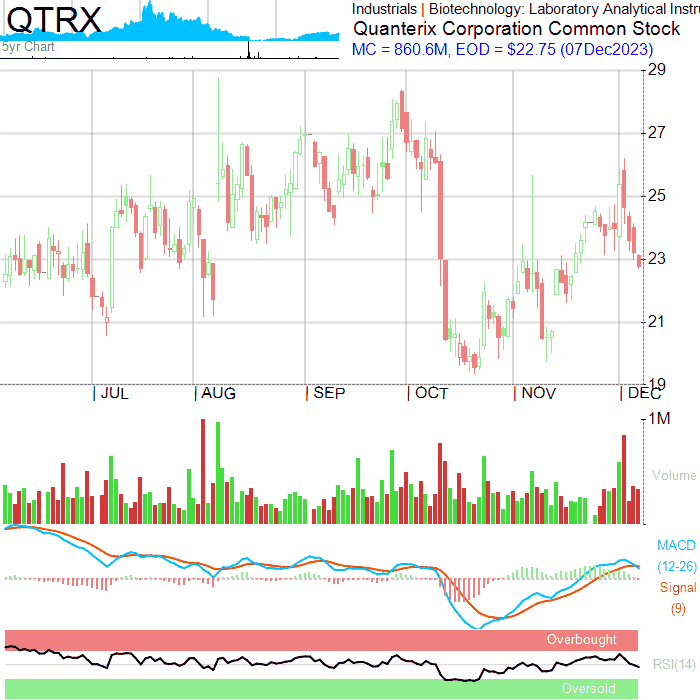 QTRX
5yr Chart
Industrials | Biotechnology: Laboratory Analytical Instru
Quanterix Corporation Common Stock
MC = 860.6M, EOD = $22.75 (07Dec2023)
29
27
25
23
21
19
| JUL | AUG | SEP | OCT | NOV | DEC
1M
Volume
MACD
(12-26)
Signal
(9)
Overbought
RSI(14)
Oversold